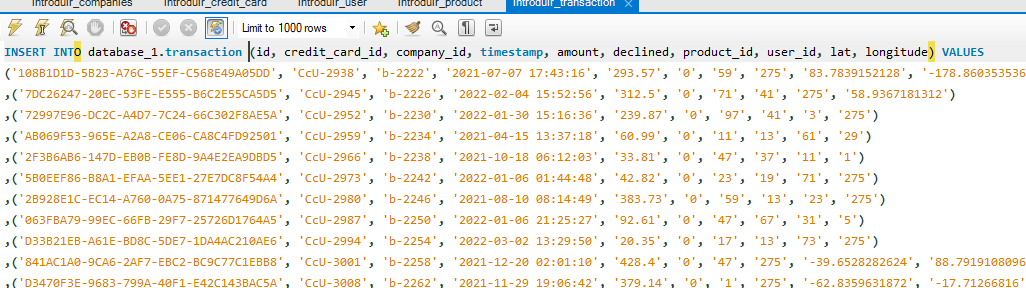 Introduir_companies Introduir_credit_card Introduir_user Introduir_product Introduir_transaction
Limit to 1000 rows
INSERT INTO database_1.transaction (id, credit_card_id, company_id, timestamp, amount, declined, product_id, user_id, lat, longitude) VALUES
('108B1D1D-5B23-A76C-55EF-C568E49A05DD', 'CcU-2938', 'b-2222', '2021-07-07 17:43:16', '293.57', '0', '59', '275', '83.7839152128', '-178.860353536
,('7DC26247-20EC-53FE-E555-B6C2E55CA5D5', 'CcU-2945', 'b-2226', '2022-02-04 15:52:56', '312.5', '0', '71', '41', '275', '58.9367181312')
,('72997E96-DC2C-A4D7-7C24-66C302F8AE5A', 'CcU-2952', 'b-2230', '2022-01-30 15:16:36', '239.87', '0', '97', '41', '3', '275')
,('AB069F53-965E-A2A8-CE06-CA8C4FD92501', 'CcU-2959', 'b-2234', '2021-04-15 13:37:18', '60.99', '0', '11', '13', '61', '29')
,('2F3B6AB6-147D-EB0B-FE8D-9A4E2EA9DBD5', 'CcU-2966', 'b-2238', '2021-10-18 06:12:03', '33.81', '0', '47', '37', '11', '1')
,('5B0EEF86-B8A1-EFAA-5EE1-27E7DC8F54A4', 'CcU-2973', 'b-2242', '2022-01-06 01:44:48', '42.82', '0', '23', '19', '71', '275')
,('2B928E1C-EC14-A760-0A75-871477649D6A', 'CcU-2980', 'b-2246', '2021-08-10 08:14:49', '383.73', '0', '59', '13', '23', '275')
,('063FBA79-99EC-66FB-29F7-25726D1764A5', 'CcU-2987', 'b-2250', '2022-01-06 21:25:27', '92.61', '0', '47', '67', '31', '5')
,('D33B21EB-A61E-BD8C-5DE7-1DA4AC210AE6', 'CcU-2994', 'b-2254', '2022-03-02 13:29:50', '20.35', '0', '17', '13', '73', '275')
,('841AC1A0-9CA6-2AF7-EBC2-BC9C77C1EBB8', 'CcU-3001', 'b-2258', '2021-12-20 02:01:10', '428.4', '0', '47', '275', '-39.6528282624', '88.7919108096
,('D3470F3E-9683-799A-40F1-E42C143BAC5A', 'CcU-3008', 'b-2262', '2021-11-29 19:06:42', '379.14', '0', '1', '275', '-62.8359631872', '-17.71266816'